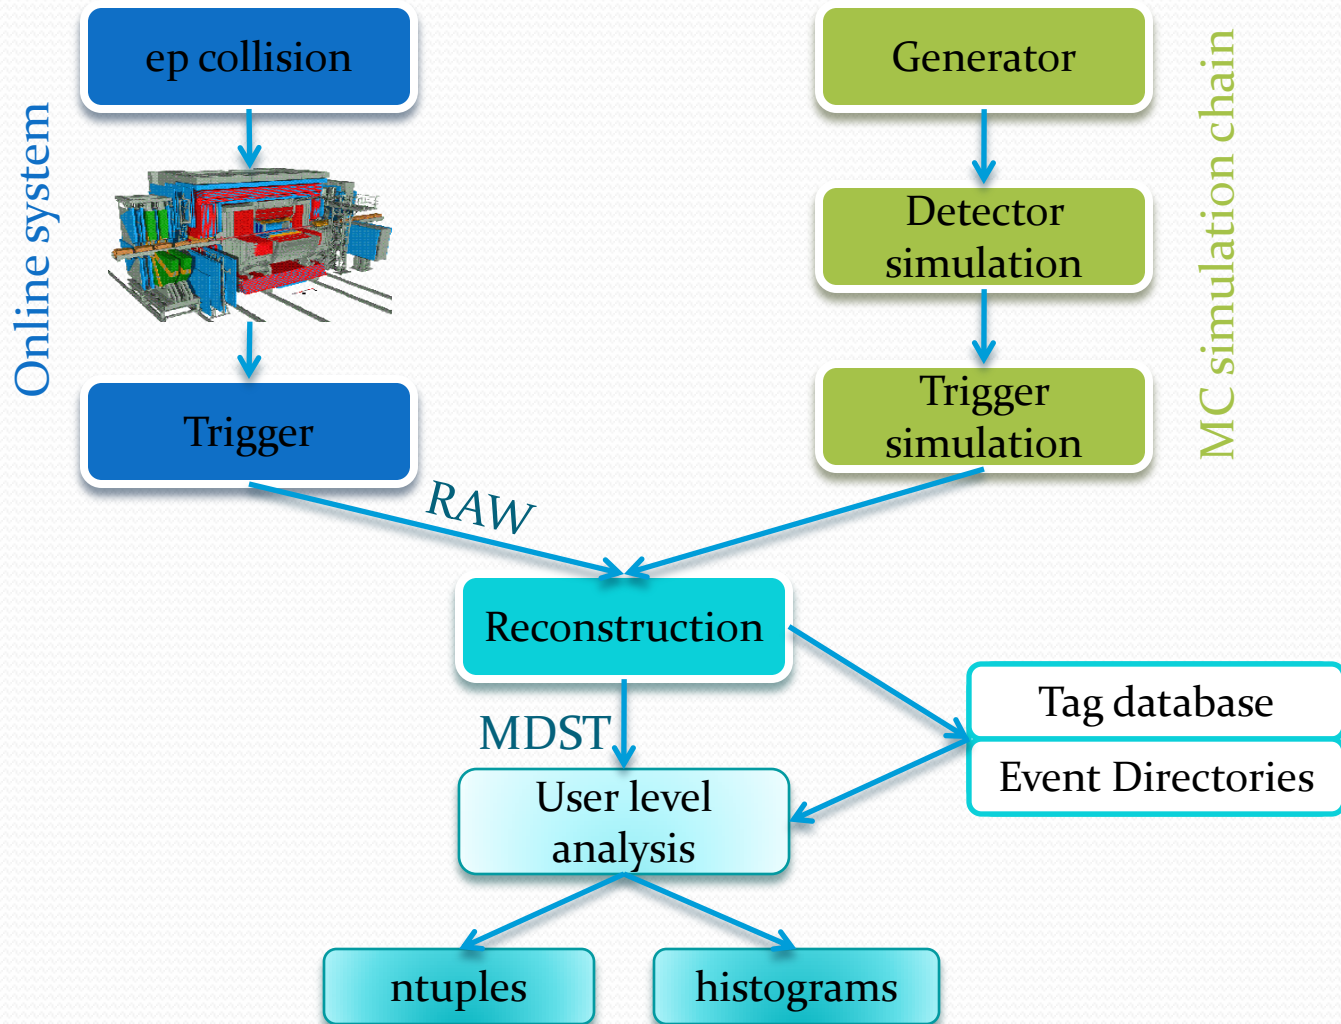 ep collision
Generator
Online system
MC simulation chain
Detector
simulation
Trigger
Trigger
simulation
RAW
Reconstruction
Tag database
MDST
Event Directories
User level
analysis
ntuples
histograms